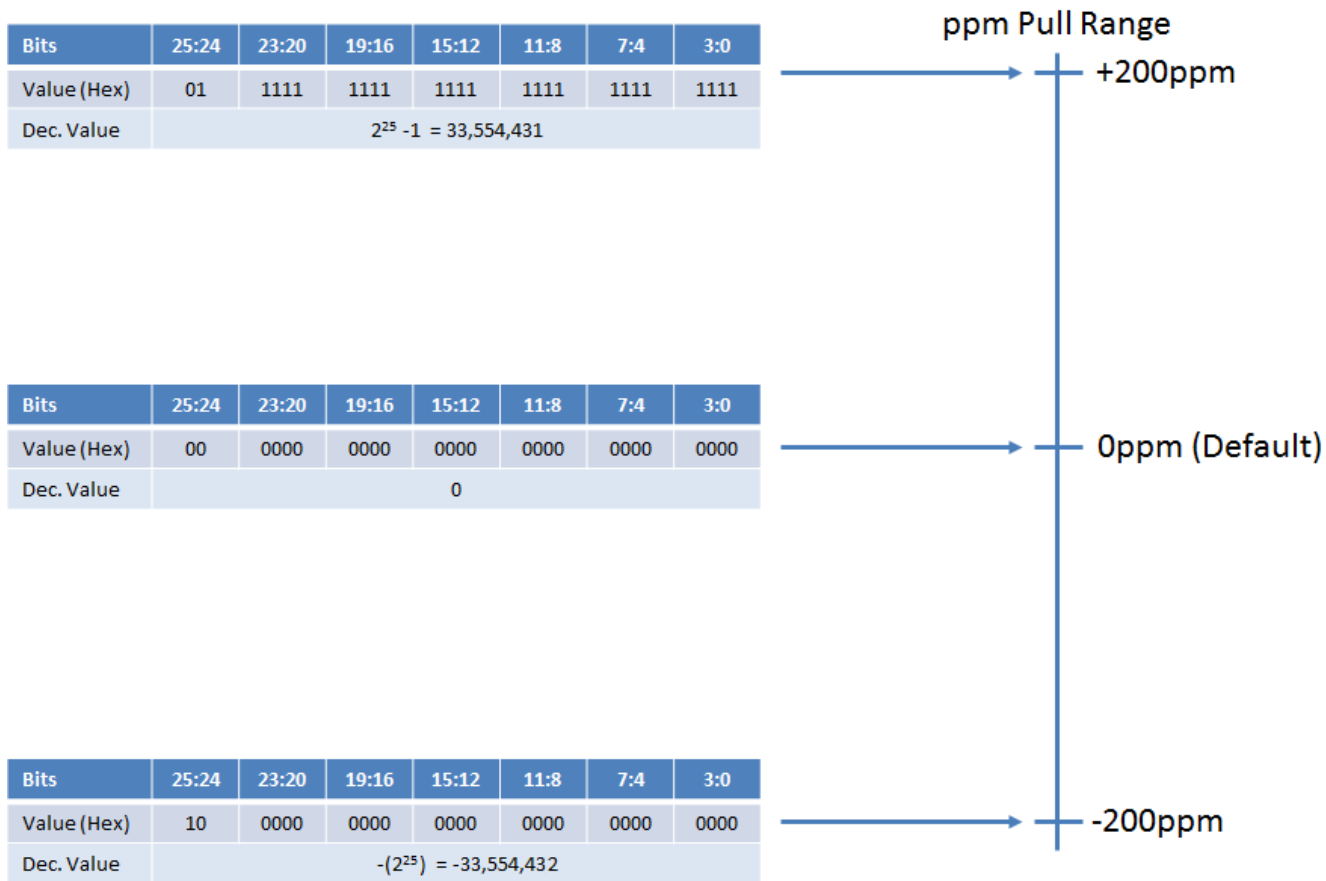 ppm Pull Range
Bits 25:24 23:20 19:16 15:12 11:8 7:4 3:0
Value (Hex) 01 1111 1111 1111 1111 1111 1111
+200ppm
Dec. Value 2²⁵ -1 = 33,554,431
Bits 25:24 23:20 19:16 15:12 11:8 7:4 3:0
Value (Hex) 00 0000 0000 0000 0000 0000 0000
0ppm (Default)
Dec. Value 0
Bits 25:24 23:20 19:16 15:12 11:8 7:4 3:0
Value (Hex) 10 0000 0000 0000 0000 0000 0000
-200ppm
Dec. Value -(2²⁵) = -33,554,432